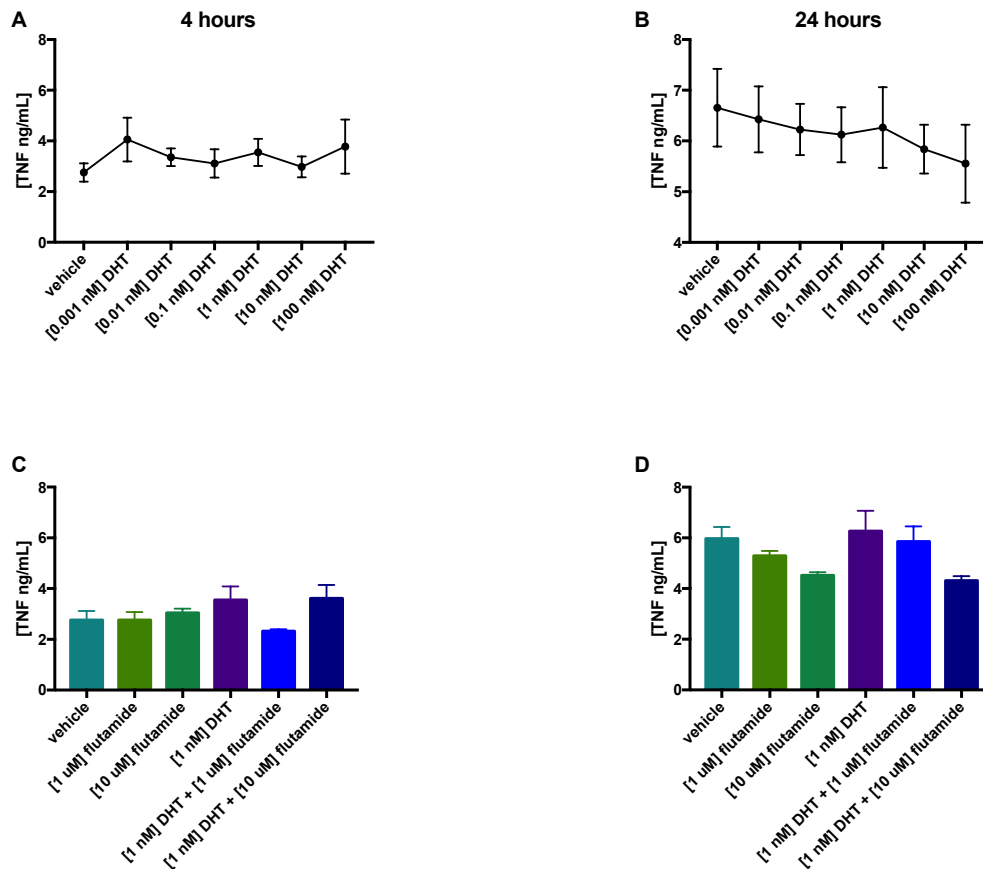 A
4 hours
[TNF ng/mL]
8
6
4
2
0
vehicle
[0.001 nM] DHT
[0.01 nM] DHT
[0.1 nM] DHT
[1 nM] DHT
[10 nM] DHT
[100 nM] DHT
B
24 hours
[TNF ng/mL]
8
7
6
5
4
vehicle
[0.001 nM] DHT
[0.01 nM] DHT
[0.1 nM] DHT
[1 nM] DHT
[10 nM] DHT
[100 nM] DHT
C
[TNF ng/mL]
8
6
4
2
0
vehicle
[1 uM] flutamide
[10 uM] flutamide
[1 nM] DHT
[1 nM] DHT + [1 uM] flutamide
[1 nM] DHT + [10 uM] flutamide
D
[TNF ng/mL]
8
6
4
2
0
vehicle
[1 uM] flutamide
[10 uM] flutamide
[1 nM] DHT
[1 nM] DHT + [1 uM] flutamide
[1 nM] DHT + [10 uM] flutamide